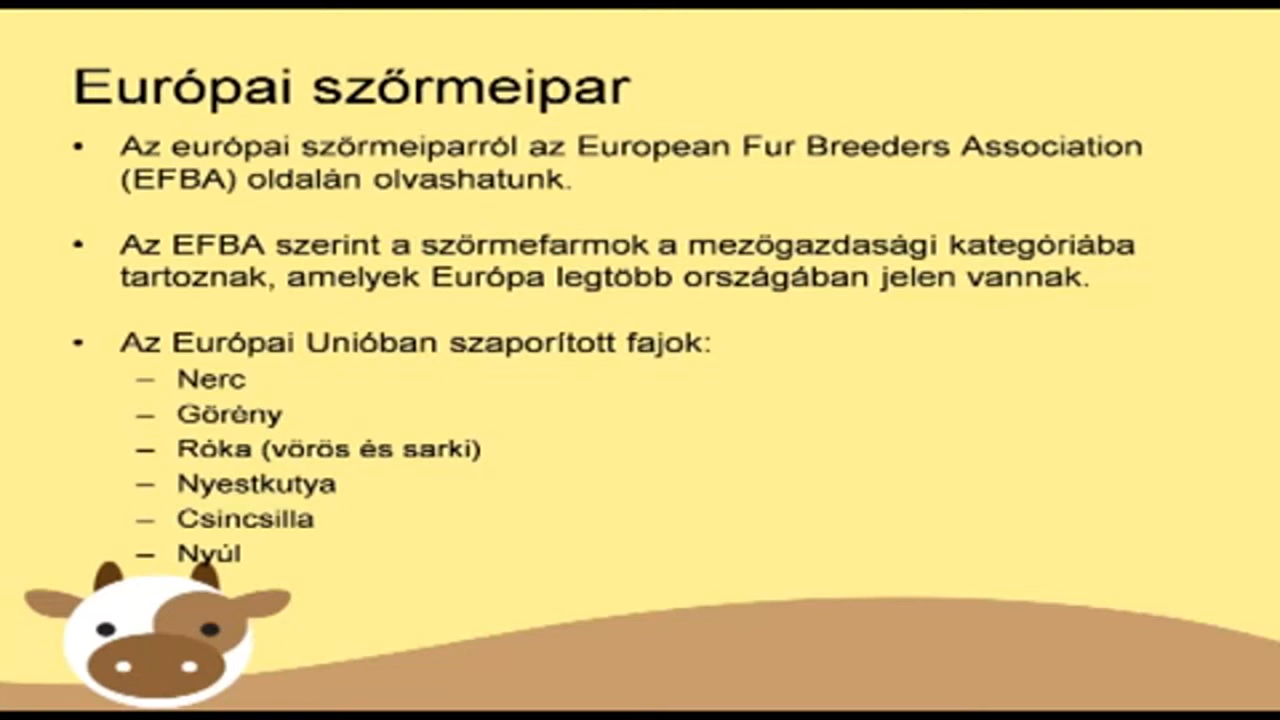 Európai szőrmeipar
• Az európai szőrmeiparról az European Fur Breeders Association
(EFBA) oldalán olvashatunk.
• Az EFBA szerint a szőrmefarmok a mezőgazdasági kategóriába
tartoznak, amelyek Európa legtöbb országában jelen vannak.
• Az Európai Unióban szaporított fajok:
– Nerc
– Görény
– Róka (vörös és sarki)
– Nyestkutya
– Csincsilla
– Nyúl